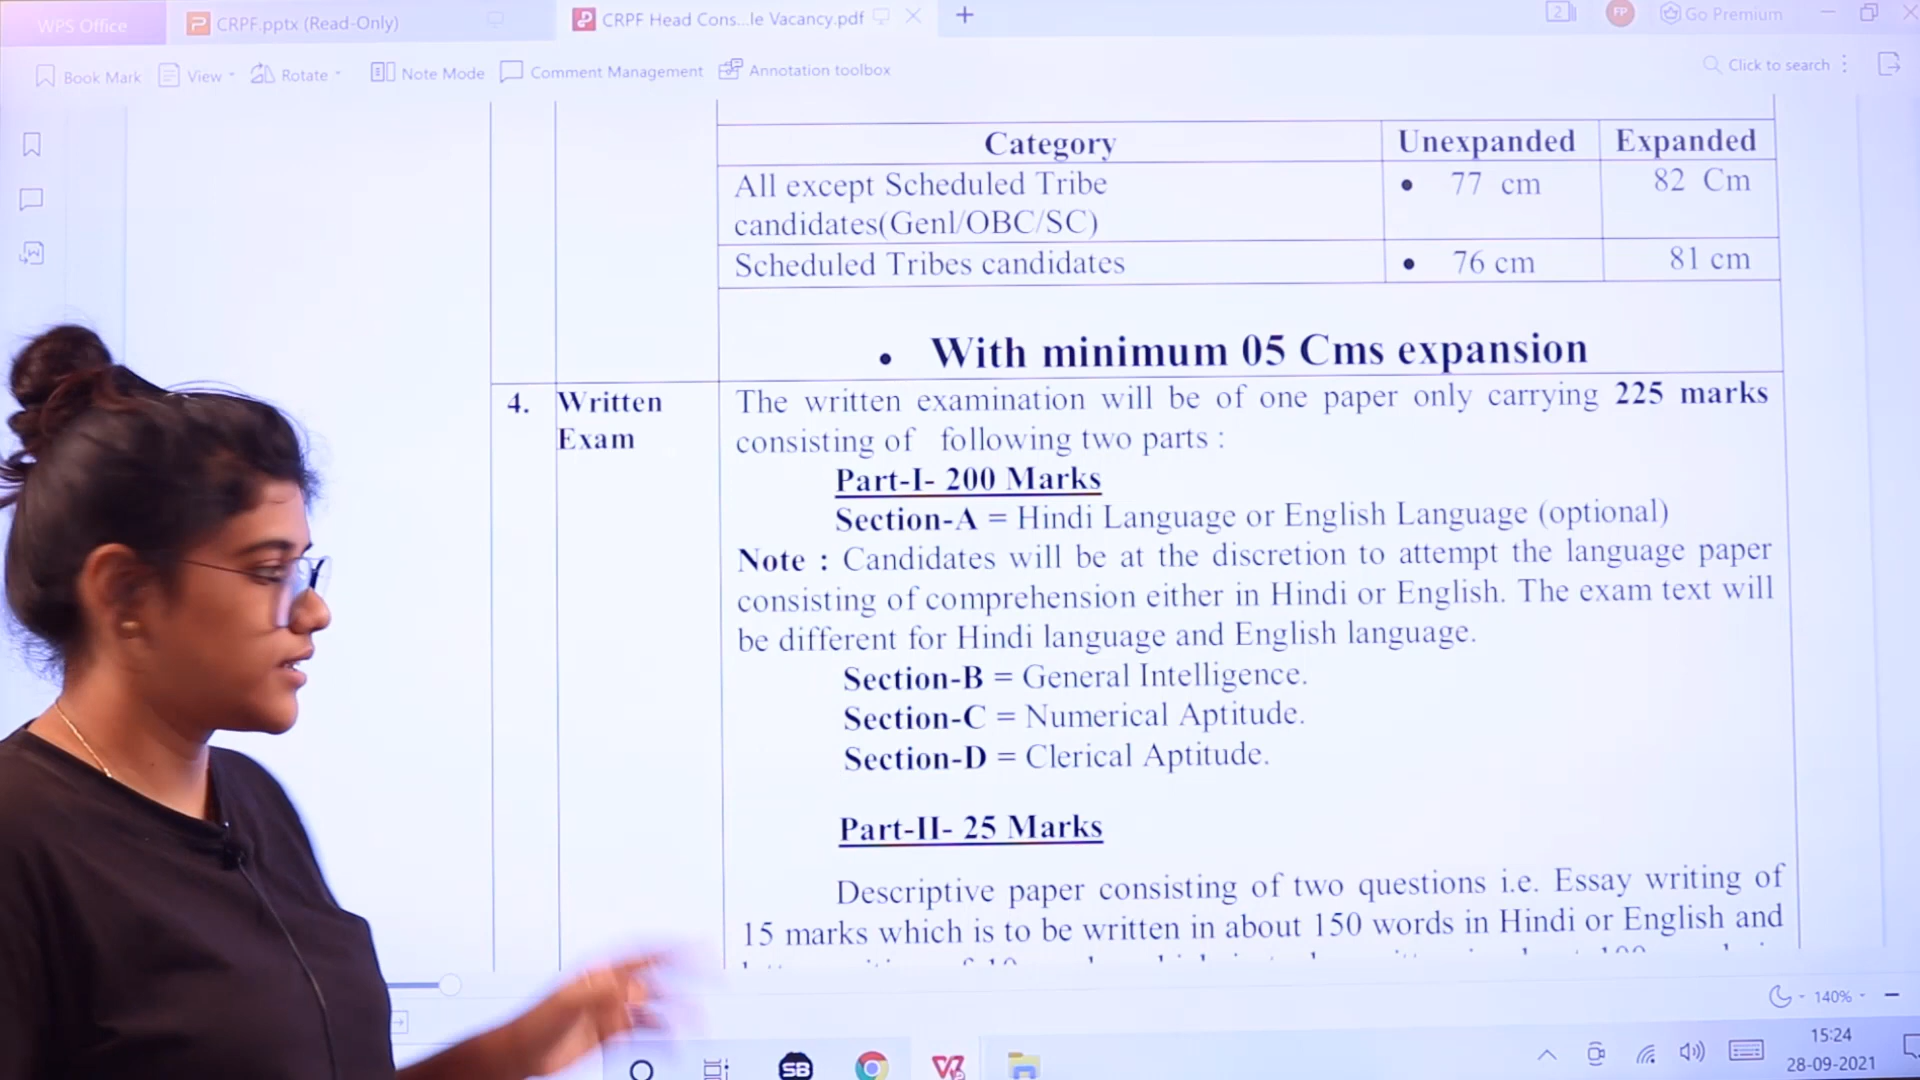 WPS Office
CRPF.pptx (Read-Only)
CRPF Head Cons...le Vacancy.pdf
2
FP
Go Premium
Book Mark
View
Rotate
Note Mode
Comment Management
Annotation toolbox
Click to search
Category Unexpanded Expanded
All except Scheduled Tribe candidates(Genl/OBC/SC) • 77 cm 82 Cm
Scheduled Tribes candidates • 76 cm 81 cm
• With minimum 05 Cms expansion
4. Written Exam
The written examination will be of one paper only carrying 225 marks
consisting of following two parts :
Part-I- 200 Marks
Section-A = Hindi Language or English Language (optional)
Note : Candidates will be at the discretion to attempt the language paper
consisting of comprehension either in Hindi or English. The exam text will
be different for Hindi language and English language.
Section-B = General Intelligence.
Section-C = Numerical Aptitude.
Section-D = Clerical Aptitude.
Part-II- 25 Marks
Descriptive paper consisting of two questions i.e. Essay writing of
15 marks which is to be written in about 150 words in Hindi or English and
140%
SB
15:24
28-09-2021